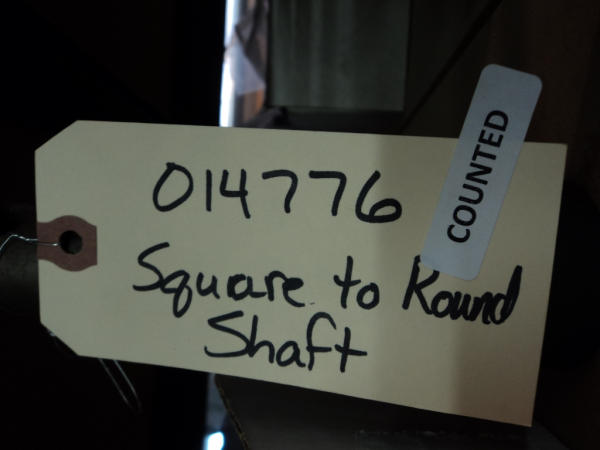 014776
COUNTED
Square to Round
Shaft